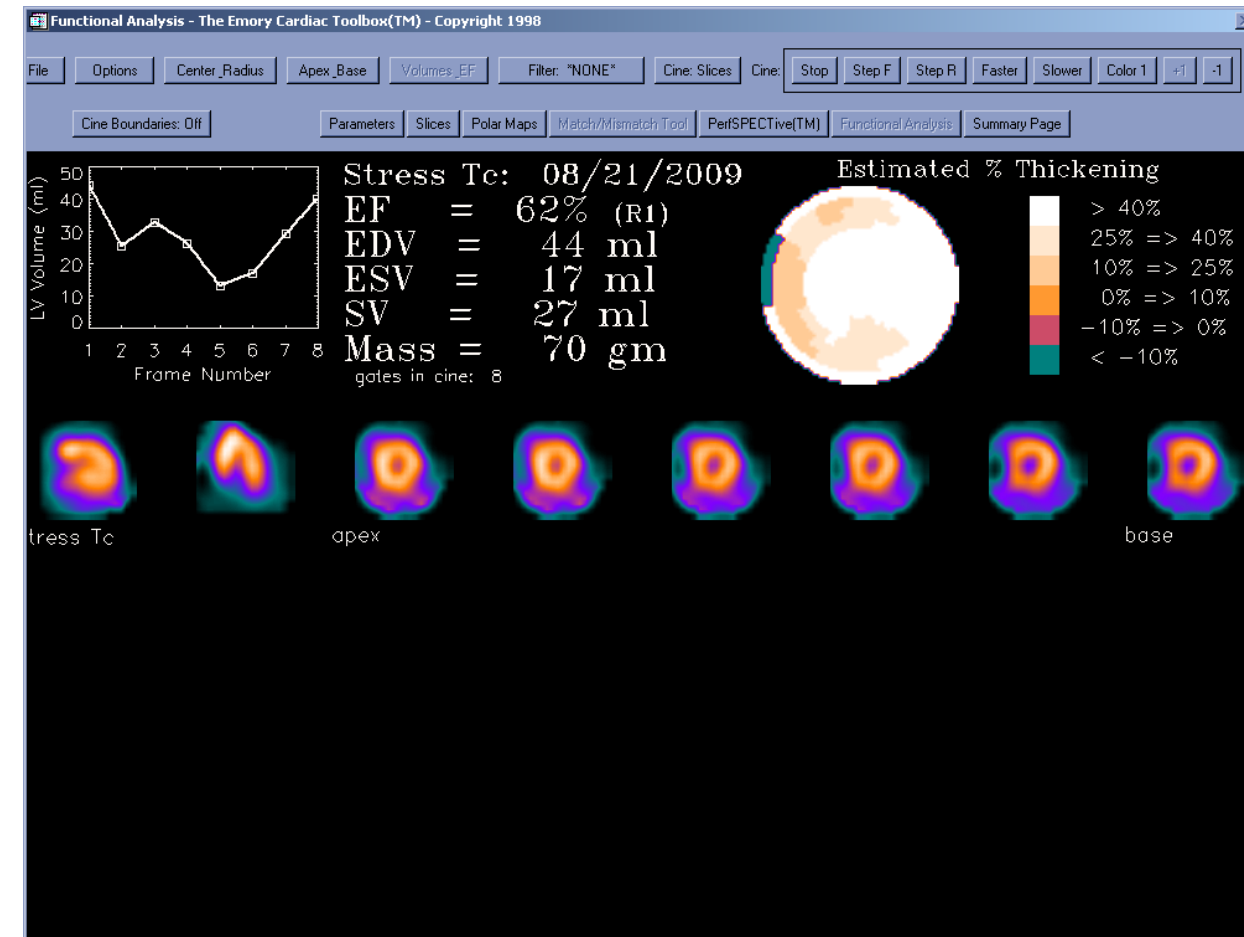 Functional Analysis - The Emory Cardiac Toolbox(TM) - Copyright 1998
File Options Center_Radius Apex_Base Volumes_EF Filter: "NONE" Cine: Slices Cine: Stop Step F Step R Faster Slower Color 1 +1 -1
Cine Boundaries: Off Parameters Slices Polar Maps Match/Mismatch Tool PerfSPECTive(TM) Functional Analysis Summary Page
LV Volume (ml)
50
40
30
20
10
0
1 2 3 4 5 6 7 8
Frame Number
Stress Tc: 08/21/2009
EF = 62% (R1)
EDV = 44 ml
ESV = 17 ml
SV = 27 ml
Mass = 70 gm
gates in cine: 8
Estimated % Thickening
> 40%
25% => 40%
10% => 25%
0% => 10%
-10% => 0%
< -10%
tress Tc apex base